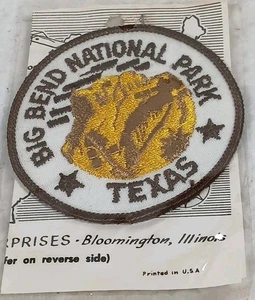 BIG BEND NATIONAL PARK
TEXAS
RPRISES - Bloomington, Illinois
fer on reverse side)
Printed in U.S.A.